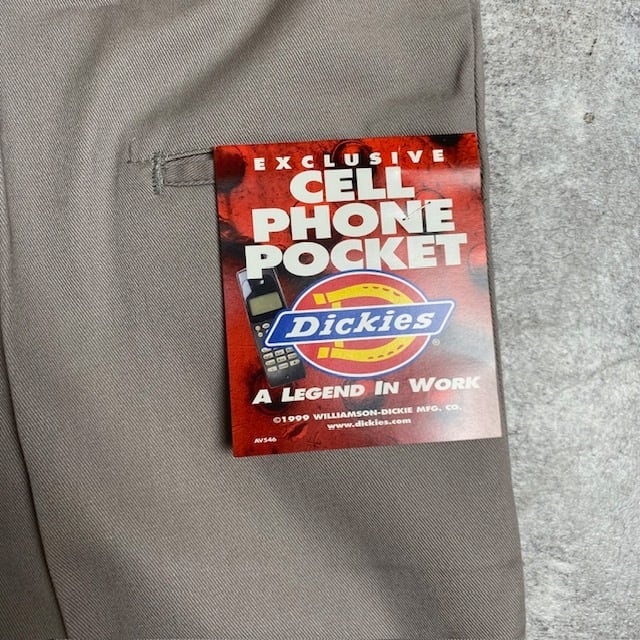 EXCLUSIVE
CELL
PHONE
POCKET
Dickies
®
A LEGEND IN WORK
©1999 WILLIAMSON-DICKIE MFG. CO.
www.dickies.com
AV546